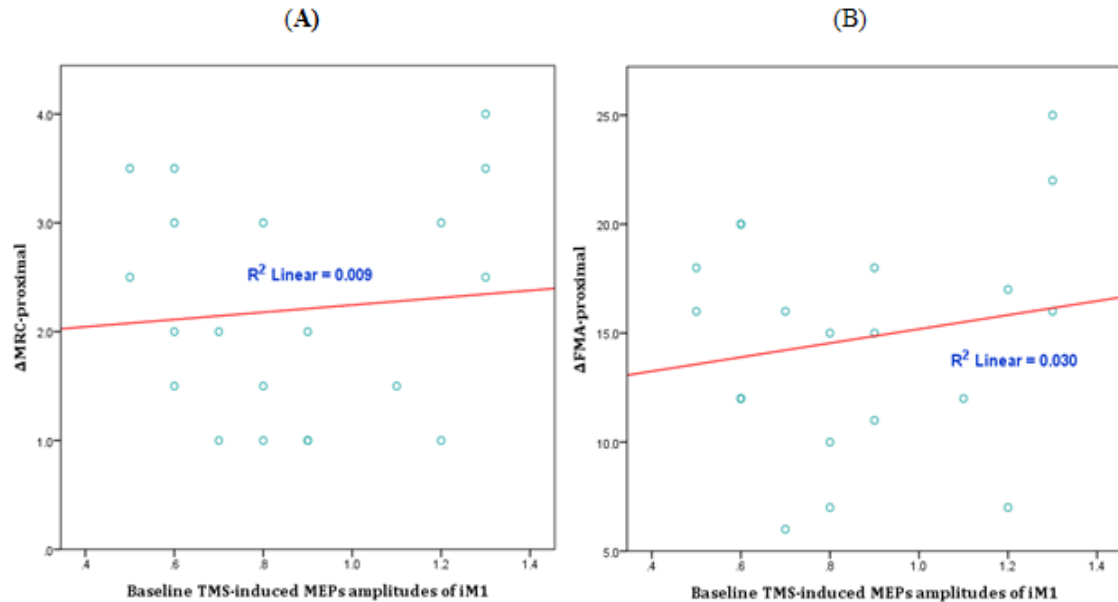 (A)
ΔMRC-proximal
4.0
3.0
2.0
1.0
.0
R² Linear = 0.009
.4 .6 .8 1.0 1.2 1.4
Baseline TMS-induced MEPs amplitudes of iM1
(B)
ΔFMA-proximal
25.0
20.0
15.0
10.0
5.0
R² Linear = 0.030
.4 .6 .8 1.0 1.2 1.4
Baseline TMS-induced MEPs amplitudes of iM1